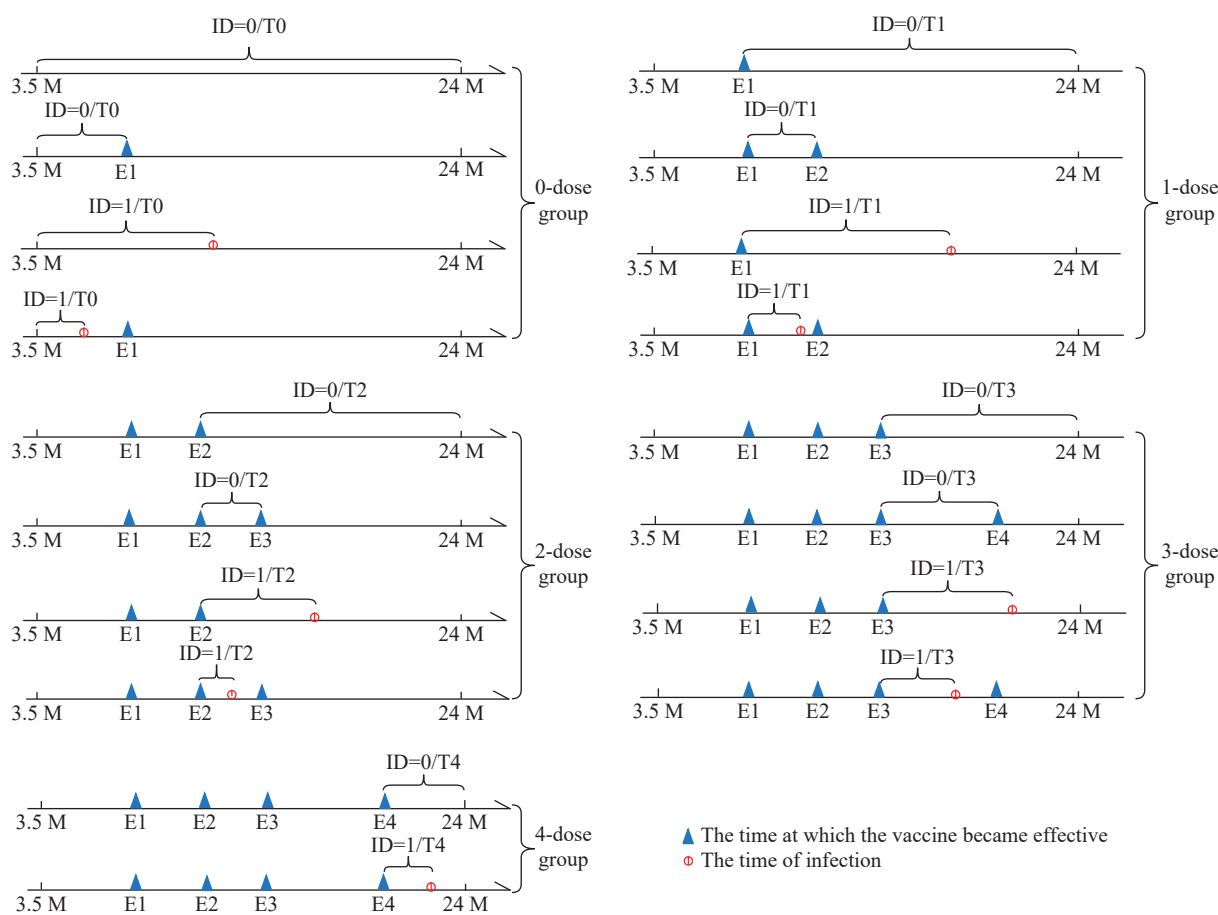 ID=0/T0
3.5 M
24 M
ID=0/T0
3.5 M
E1
24 M
ID=1/T0
3.5 M
24 M
ID=1/T0
3.5 M
E1
24 M
0-dose
group
ID=0/T1
3.5 M
E1
24 M
ID=0/T1
3.5 M
E1
E2
24 M
ID=1/T1
3.5 M
E1
24 M
ID=1/T1
3.5 M
E1
E2
24 M
1-dose
group
ID=0/T2
3.5 M
E1
E2
24 M
ID=0/T2
3.5 M
E1
E2
E3
24 M
ID=1/T2
3.5 M
E1
E2
24 M
ID=1/T2
3.5 M
E1
E2
E3
24 M
2-dose
group
ID=0/T3
3.5 M
E1
E2
E3
24 M
ID=0/T3
3.5 M
E1
E2
E3
E4
24 M
ID=1/T3
3.5 M
E1
E2
E3
24 M
ID=1/T3
3.5 M
E1
E2
E3
E4
24 M
3-dose
group
ID=0/T4
3.5 M
E1
E2
E3
E4
24 M
ID=1/T4
3.5 M
E1
E2
E3
E4
24 M
4-dose
group
The time at which the vaccine became effective
The time of infection